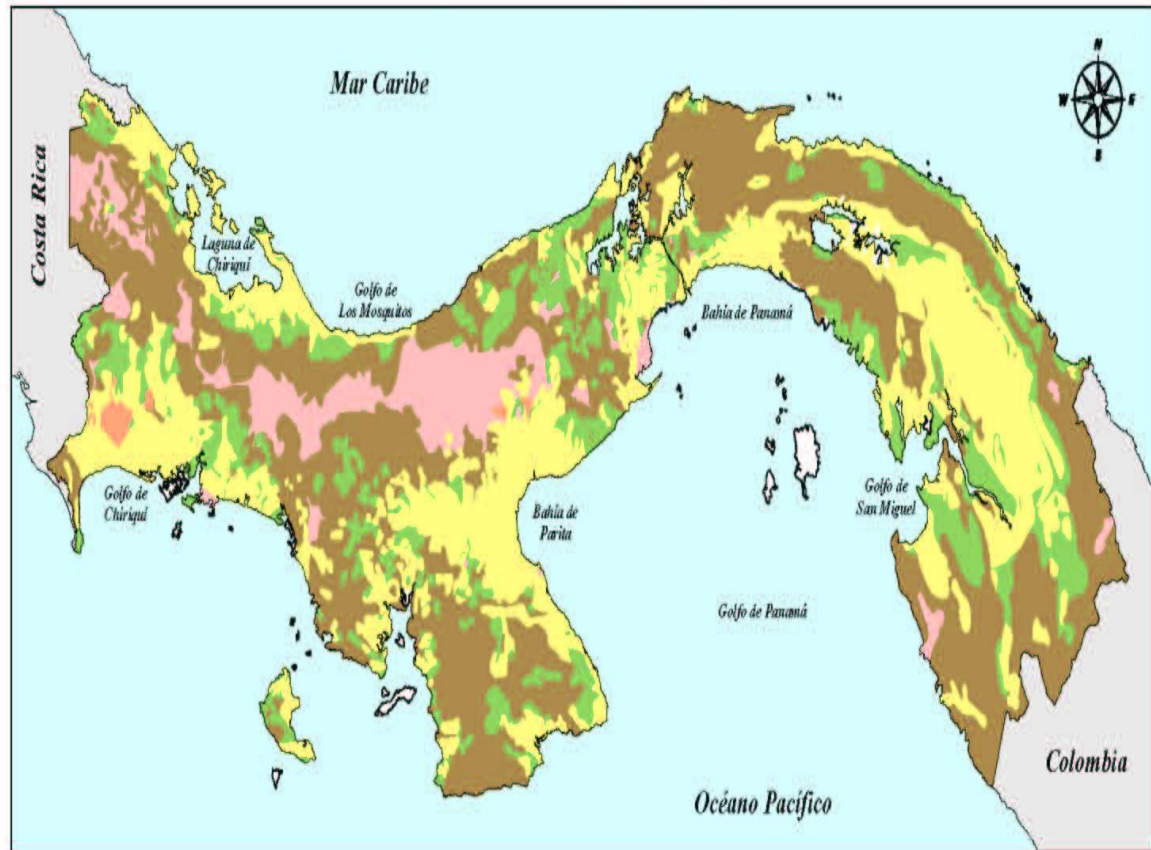 Mar Caribe
N
W
E
S
Costa Rica
Laguna de
Chiriquí
Golfo de
Los Mosquitos
Bahía de Panamá
Golfo de
Chiriquí
Bahía de
Parita
Golfo de
San Miguel
Golfo de Panamá
Colombia
Océano Pacífico